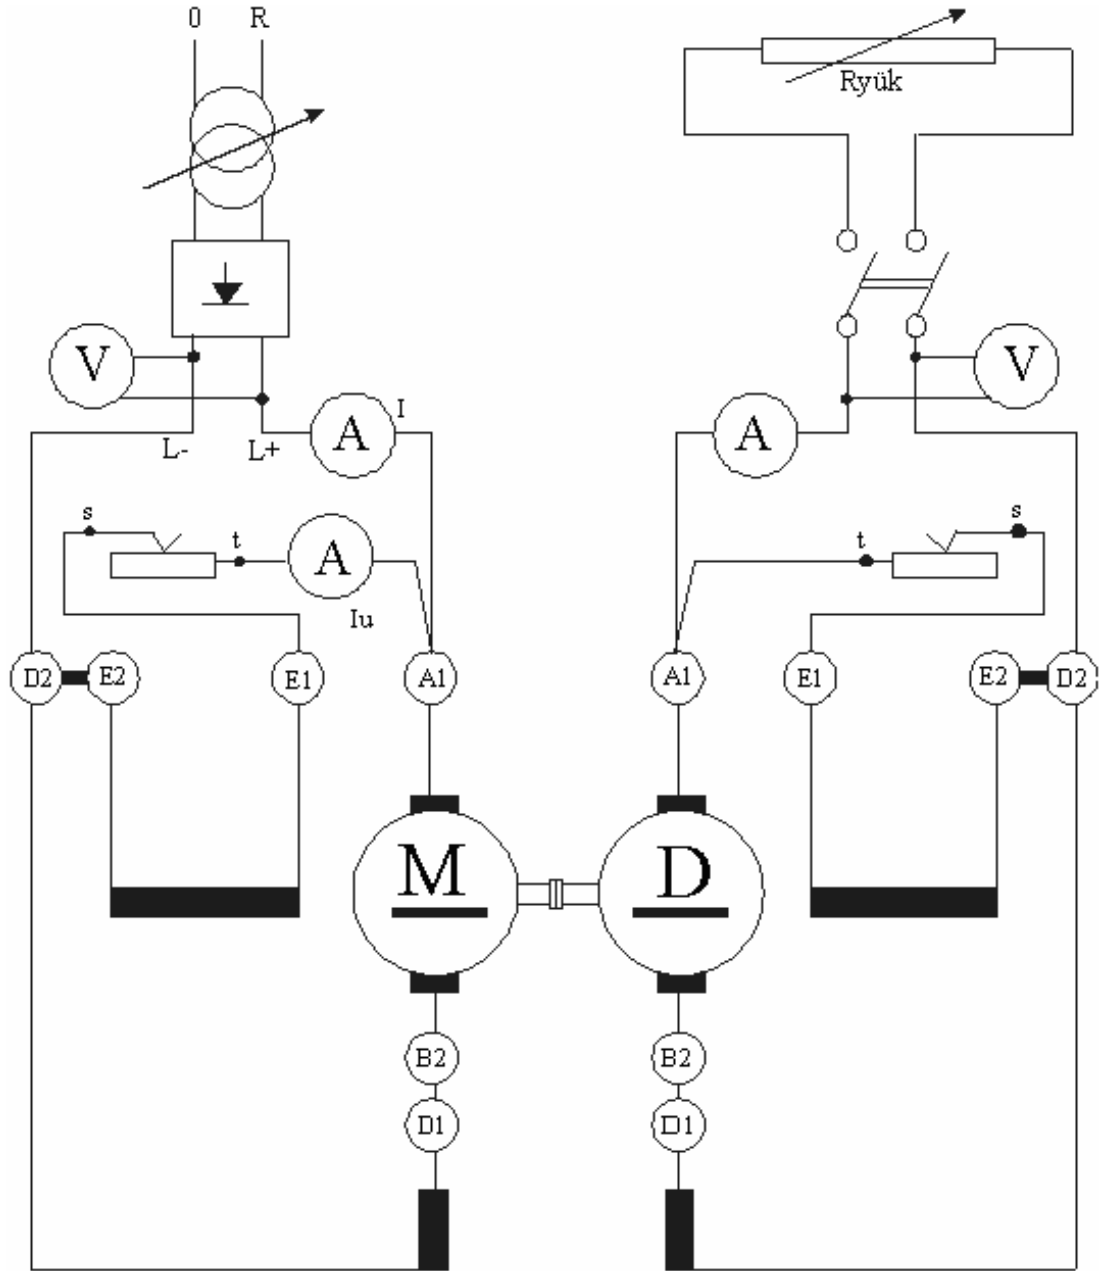 0 R
Ryük
V
V
A I
A
L- L+
s
s
t A
t
Iu
D2 E2 E1 A1 A1 E1 E2 D2
M D
B2 B2
D1 D1